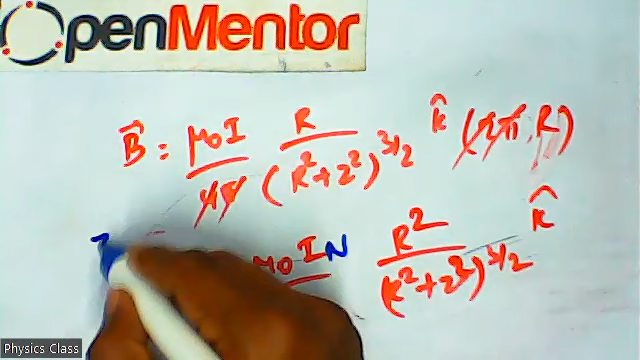 OpenMentor
B⃗ = μ₀I/4π R/(R²+z²)^3/2 k̂ (2π.R)
μ₀IN R²/(R²+z²)^3/2 k̂
Physics Class